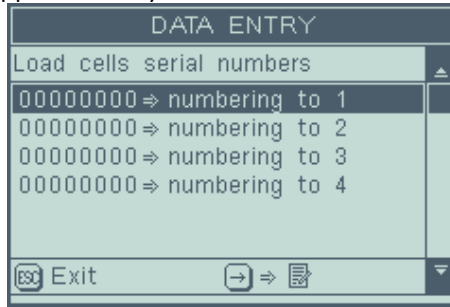 DATA ENTRY
Load cells serial numbers
00000000⇒ numbering to 1
00000000⇒ numbering to 2
00000000⇒ numbering to 3
00000000⇒ numbering to 4
ESC Exit → ⇒